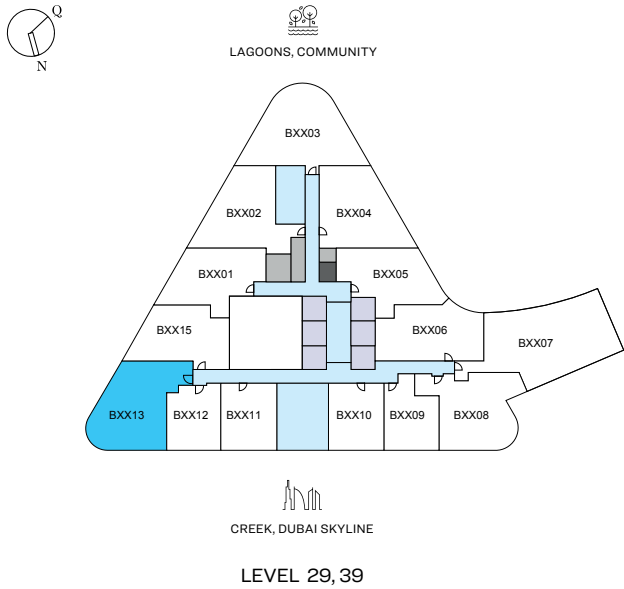 Q
N
LAGOONS, COMMUNITY
BXX03
BXX02 BXX04
BXX01 BXX05
BXX15 BXX06 BXX07
BXX13 BXX12 BXX11 BXX10 BXX09 BXX08
CREEK, DUBAI SKYLINE
LEVEL 29, 39